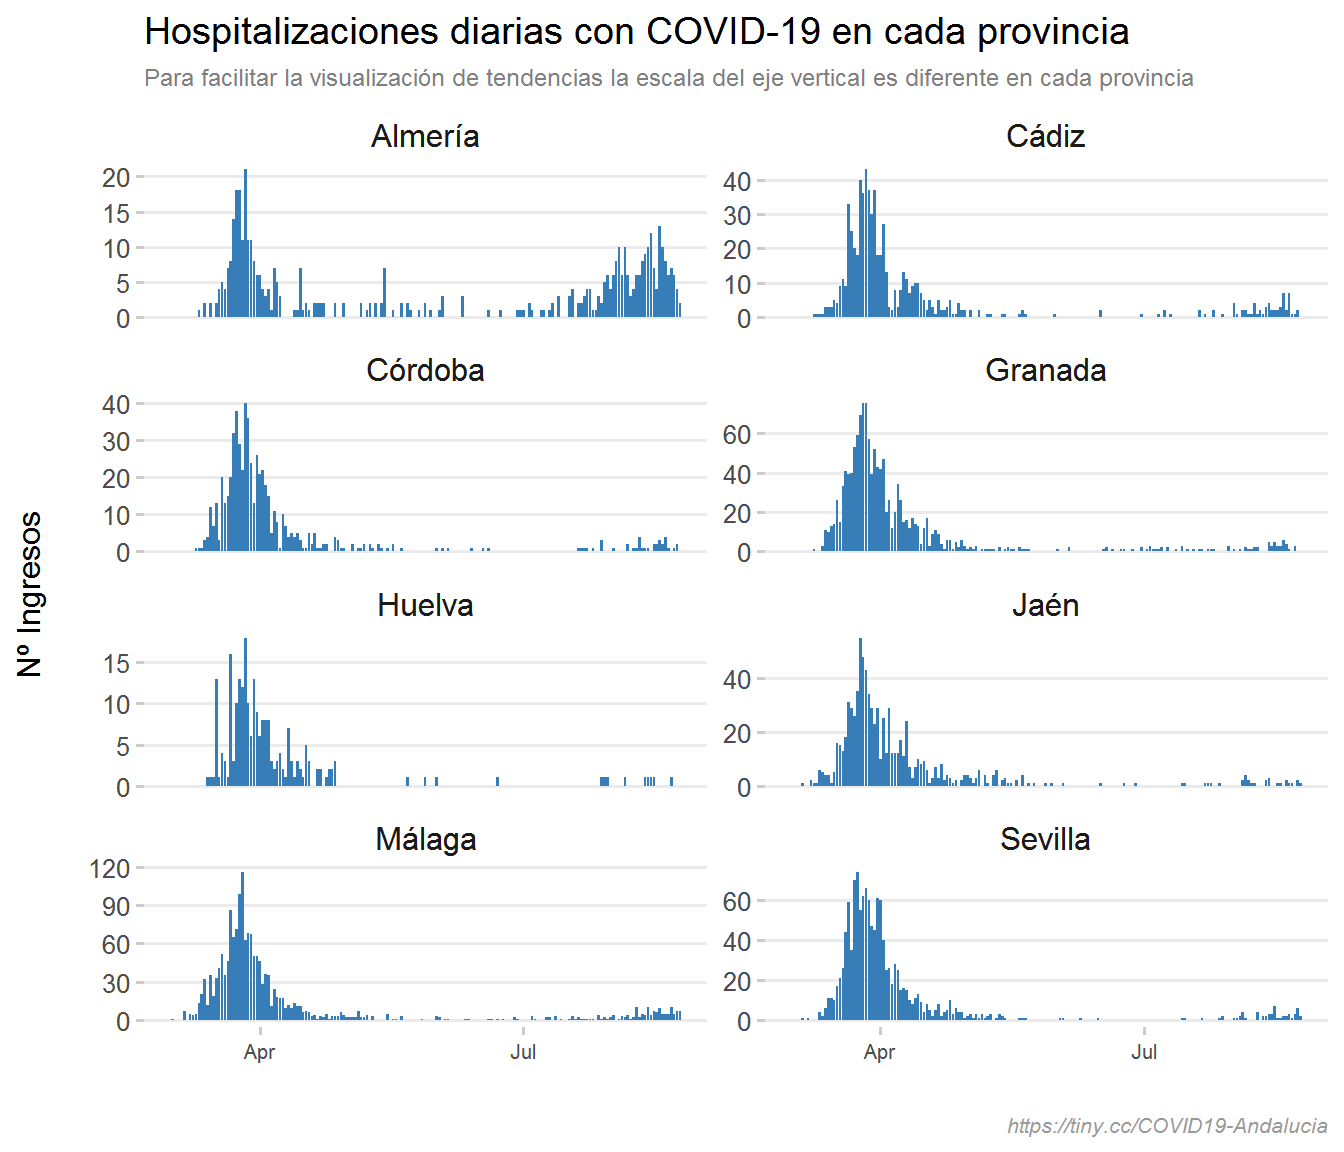 Hospitalizaciones diarias con COVID-19 en cada provincia
Para facilitar la visualización de tendencias la escala del eje vertical es diferente en cada provincia
Nº Ingresos
Almería
20
15
10
5
0
Cádiz
40
30
20
10
0
Córdoba
40
30
20
10
0
Granada
60
40
20
0
Huelva
15
10
5
0
Jaén
40
20
0
Málaga
120
90
60
30
0
Sevilla
60
40
20
0
Apr
Jul
Apr
Jul
https://tiny.cc/COVID19-Andalucia